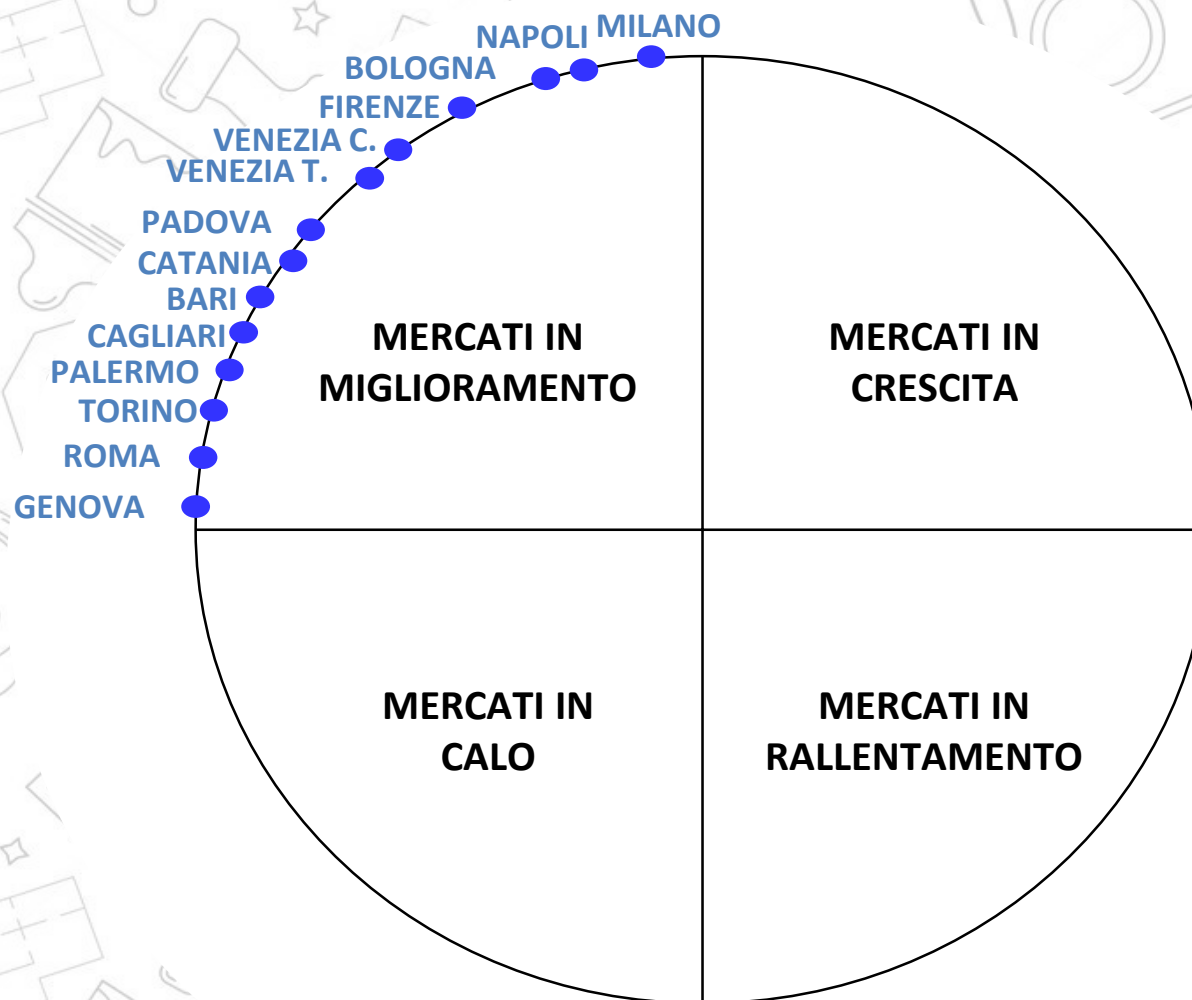 MILANO
NAPOLI
BOLOGNA
FIRENZE
VENEZIA C.
VENEZIA T.
PADOVA
CATANIA
BARI
CAGLIARI
PALERMO
TORINO
ROMA
GENOVA
MERCATI IN
MIGLIORAMENTO
MERCATI IN
CRESCITA
MERCATI IN
CALO
MERCATI IN
RALLENTAMENTO